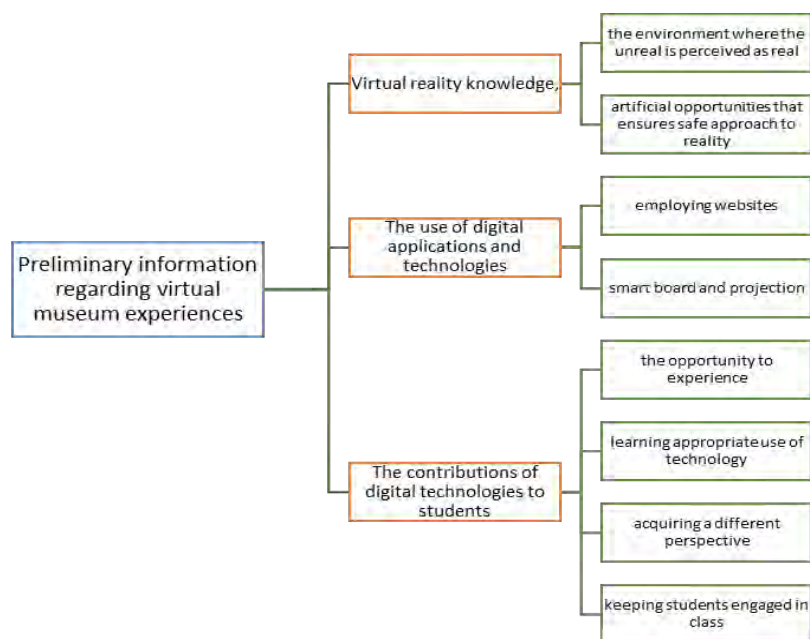 Preliminary information
regarding virtual
museum experiences
Virtual reality knowledge,
the environment where the
unreal is perceived as real
artificial opportunities that
ensures safe approach to
reality
The use of digital
applications and
technologies
employing websites
smart board and projection
The contributions of
digital technologies to
students
the opportunity to
experience
learning appropriate use of
technology
acquiring a different
perspective
keeping students engaged in
class